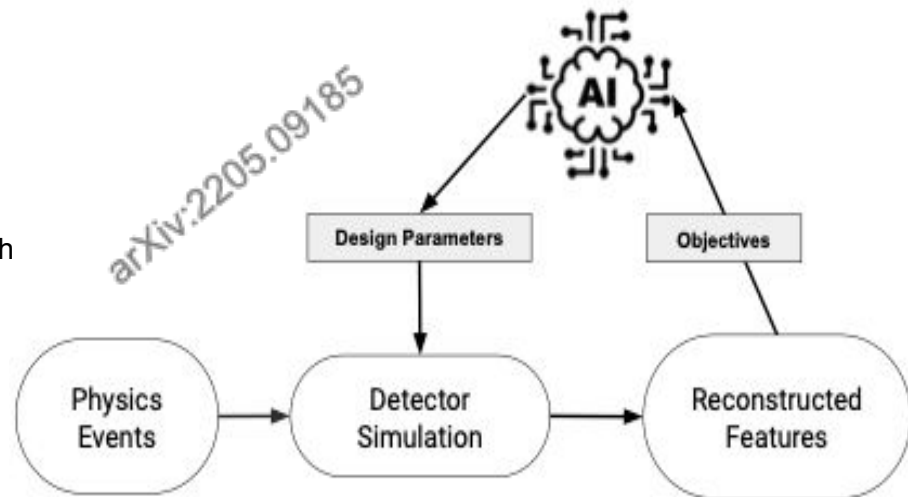 AI
arXiv:2205.09185
h
Design Parameters
Objectives
Physics
Events
Detector
Simulation
Reconstructed
Features